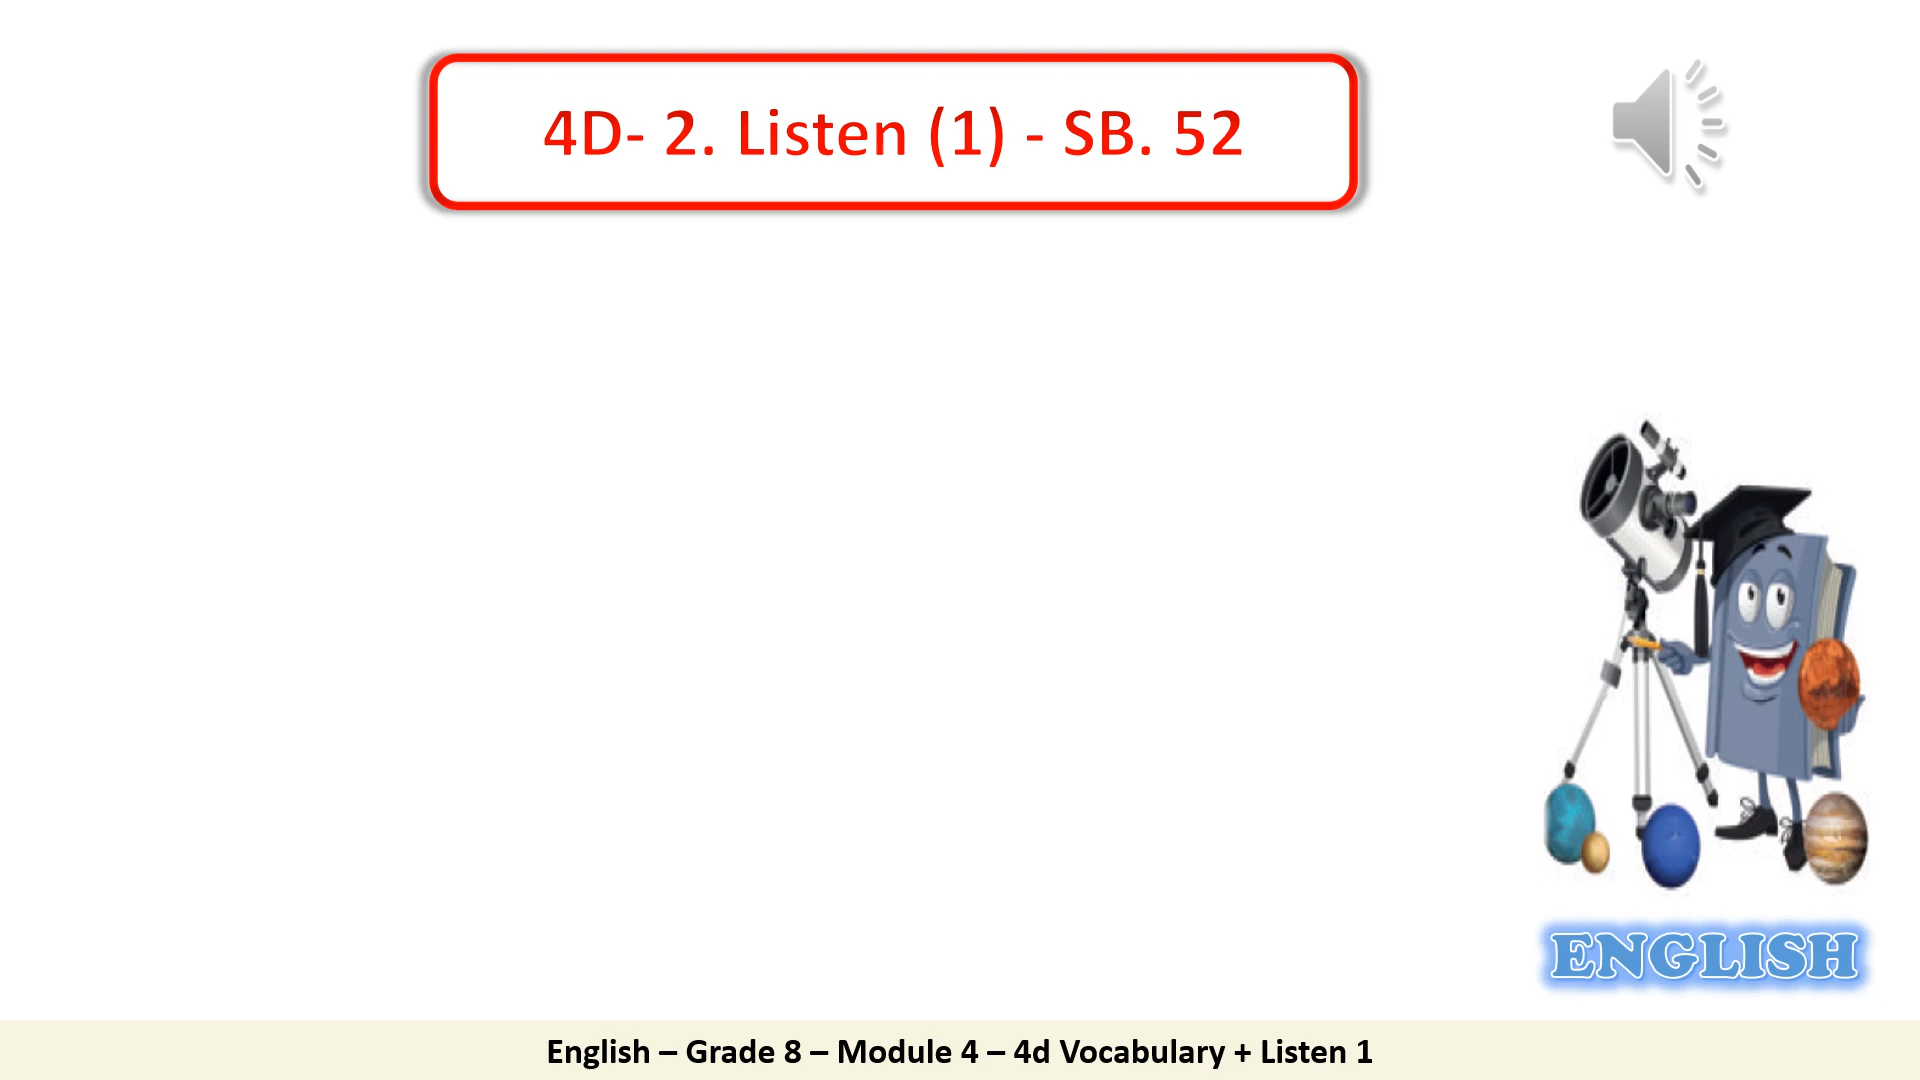 4D- 2. Listen (1) - SB. 52
ENGLISH
English – Grade 8 – Module 4 – 4d Vocabulary + Listen 1